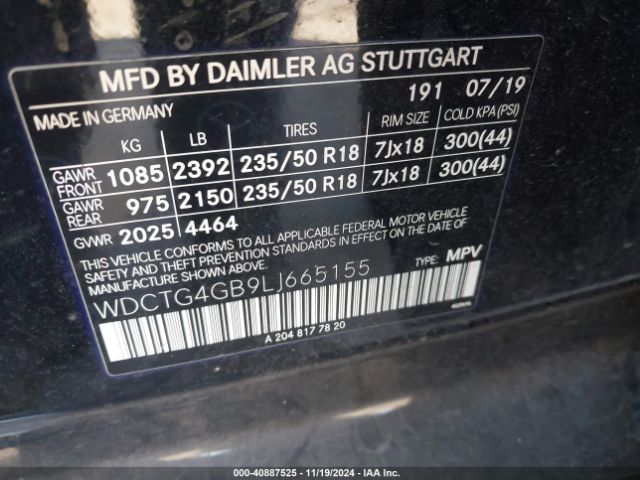 MFD BY DAIMLER AG STUTTGART
MADE IN GERMANY 191 07/19
KG LB TIRES RIM SIZE COLD KPA (PSI)
GAWR FRONT 1085 2392 235/50 R18 7Jx18 300(44)
GAWR REAR 975 2150 235/50 R18 7Jx18 300(44)
GVWR 2025 4464
THIS VEHICLE CONFORMS TO ALL APPLICABLE FEDERAL MOTOR VEHICLE
SAFETY, BUMPER, AND THEFT PREVENTION STANDARDS IN EFFECT ON THE DATE OF
MANUFACTURE SHOWN ABOVE.
WDCTG4GB9LJ665155 TYPE: MPV
A 204 817 78 20
000-40887525 - 11/19/2024 - IAAI.COM